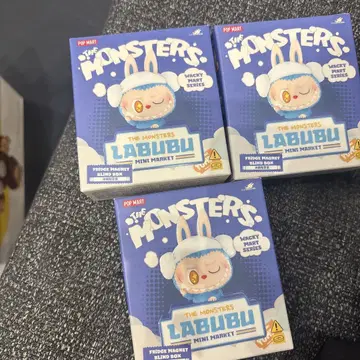 POP MART
THE MONSTERS
WACKY
MART
SERIES
THE MONSTERS
LABUBU
MINI MARKET
FRIDGE MAGNET
BLIND BOX
POP MART
THE MONSTERS
WACKY
MART
SERIES
THE MONSTERS
LABUBU
MINI MARKET
FRIDGE MAGNET
BLIND BOX
POP MART
THE MONSTERS
WACKY
MART
SERIES
THE MONSTERS
LABUBU
MINI MARKET
FRIDGE MAGNET
BLIND BOX